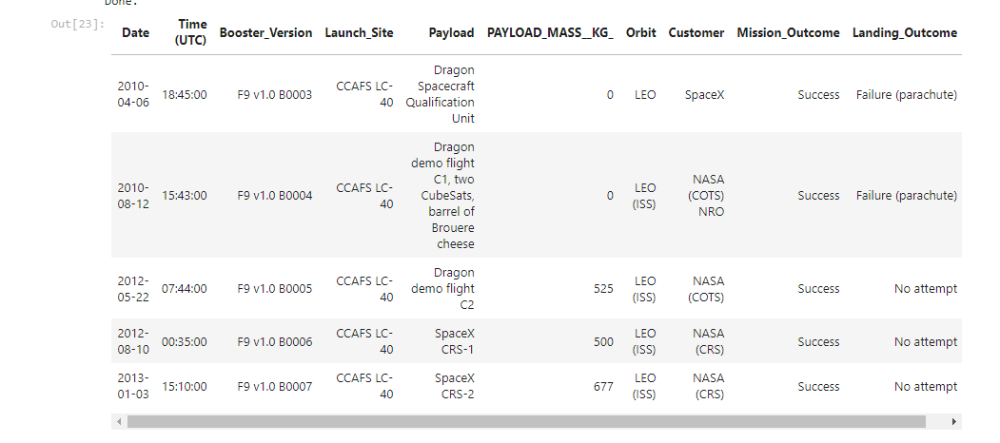 Done.
Out[23]:
Date Time (UTC) Booster_Version Launch_Site Payload PAYLOAD_MASS__KG_ Orbit Customer Mission_Outcome Landing_Outcome
2010-04-06 18:45:00 F9 v1.0 B0003 CCAFS LC-40 Dragon Spacecraft Qualification Unit 0 LEO SpaceX Success Failure (parachute)
2010-08-12 15:43:00 F9 v1.0 B0004 CCAFS LC-40 Dragon demo flight C1, two CubeSats, barrel of Brouere cheese 0 LEO (ISS) NASA (COTS) NRO Success Failure (parachute)
2012-05-22 07:44:00 F9 v1.0 B0005 CCAFS LC-40 Dragon demo flight C2 525 LEO (ISS) NASA (COTS) Success No attempt
2012-08-10 00:35:00 F9 v1.0 B0006 CCAFS LC-40 SpaceX CRS-1 500 LEO (ISS) NASA (CRS) Success No attempt
2013-01-03 15:10:00 F9 v1.0 B0007 CCAFS LC-40 SpaceX CRS-2 677 LEO (ISS) NASA (CRS) Success No attempt